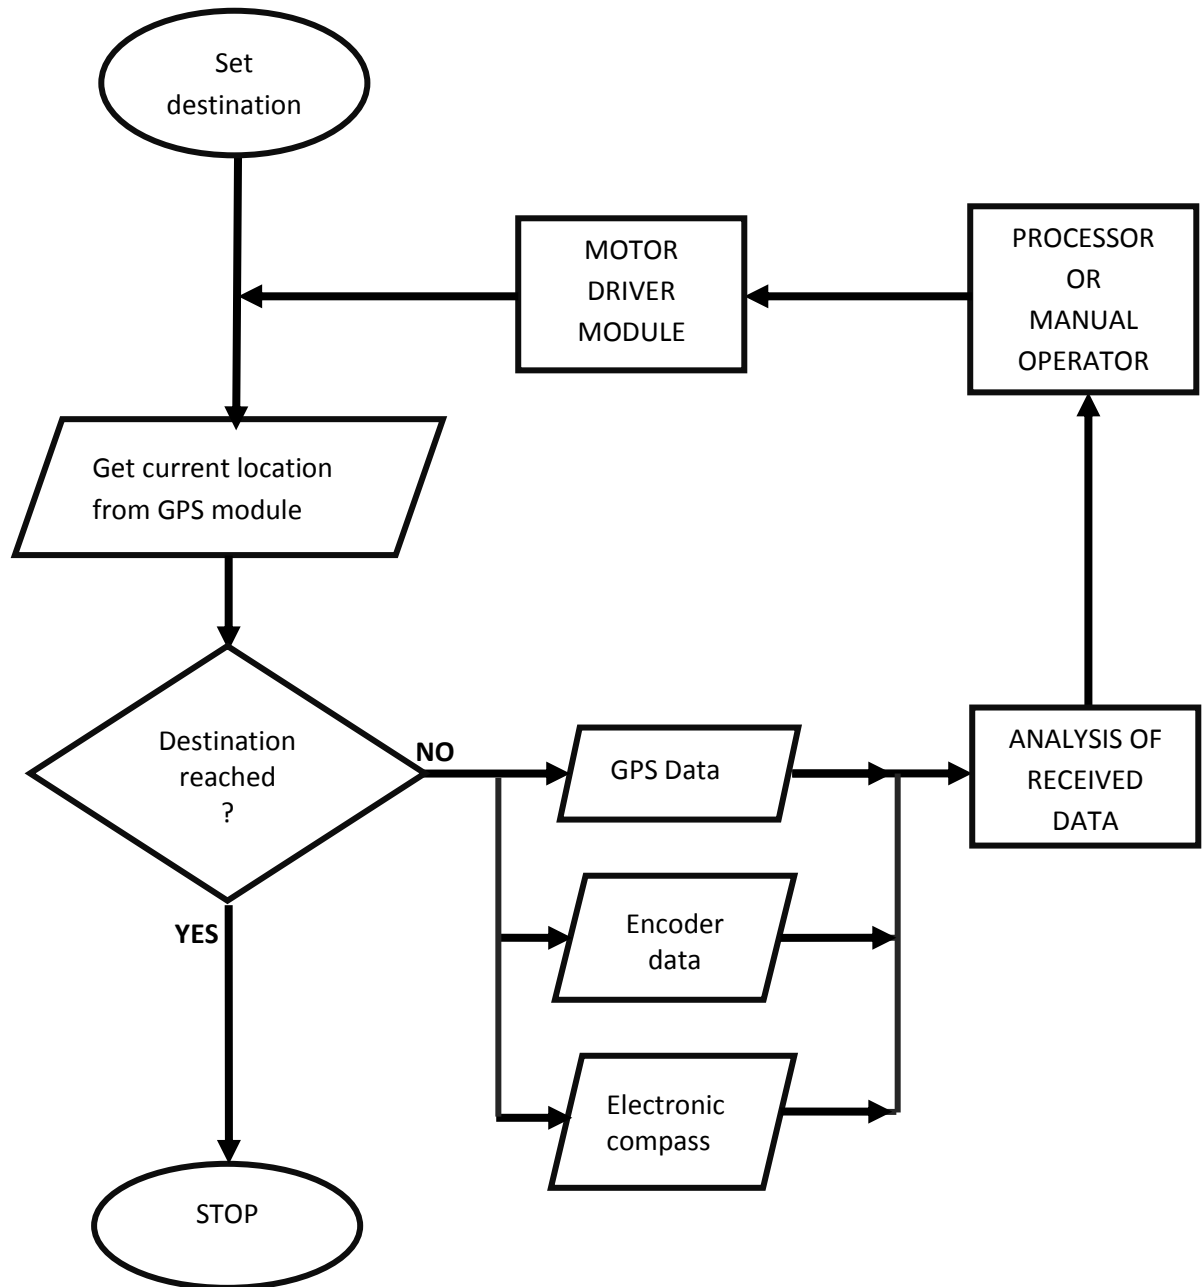 Set
destination
MOTOR
DRIVER
MODULE
PROCESSOR
OR
MANUAL
OPERATOR
Get current location
from GPS module
Destination
reached
?
NO
YES
GPS Data
ANALYSIS OF
RECEIVED
DATA
Encoder
data
Electronic
compass
STOP